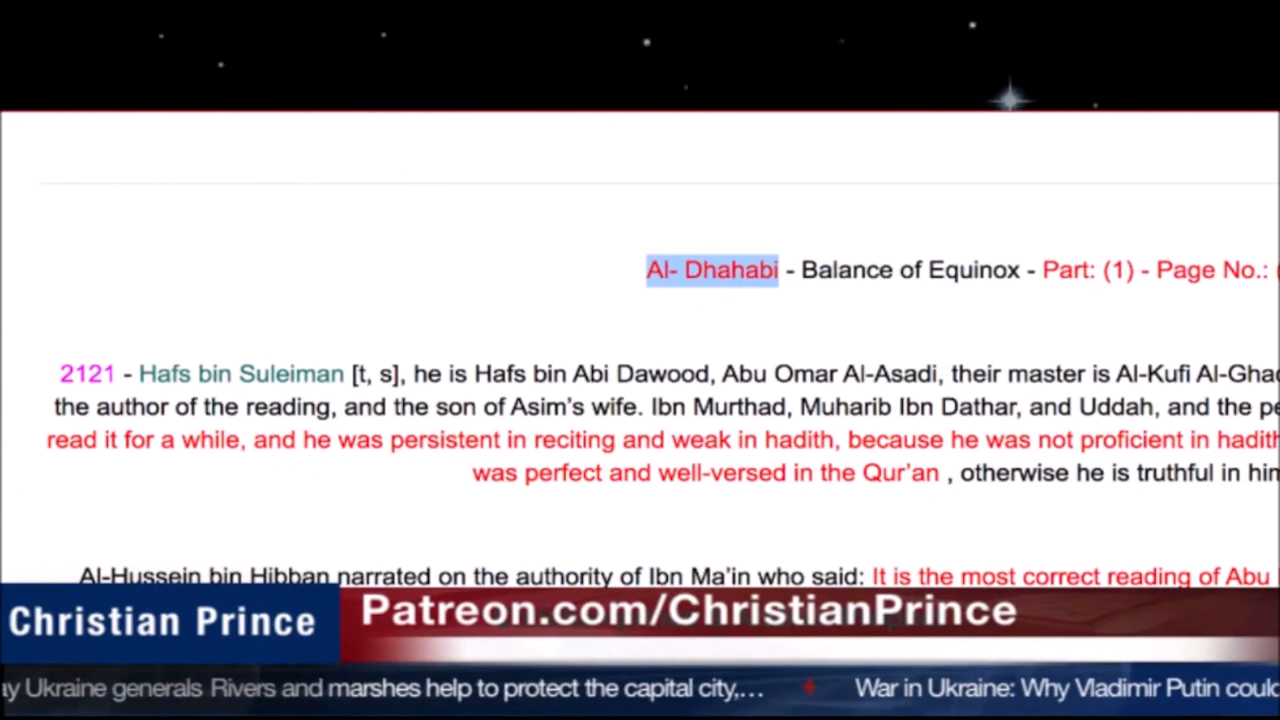 Al- Dhahabi - Balance of Equinox - Part: (1) - Page No.:
2121 - Hafs bin Suleiman [t, s], he is Hafs bin Abi Dawood, Abu Omar Al-Asadi, their master is Al-Kufi
the author of the reading, and the son of Asim's wife. Ibn Murthad, Muharib Ibn Dathar, and Uddah, and the
read it for a while, and he was persistent in reciting and weak in hadith, because he was not proficient in hadith
was perfect and well-versed in the Qur'an , otherwise he is truthful in
Al-Hussein bin Hibban narrated on the authority of Ibn Ma'in who said: It is the most correct reading of Abu
Christian Prince
Patreon.com/ChristianPrince
Ukraine generals Rivers and marshes help to protect the capital city,... War in Ukraine: Why Vladimir Putin